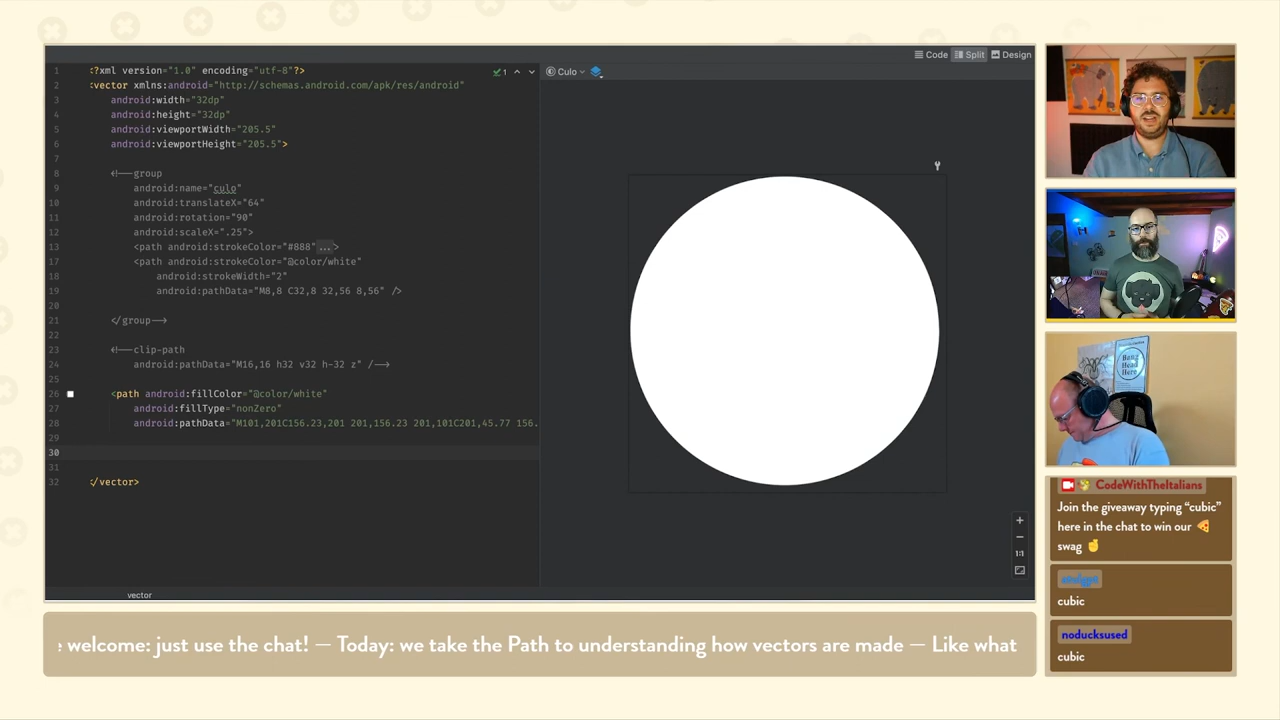 Code Split Design
1 <?xml version="1.0" encoding="utf-8"?>
2 <vector xmlns:android="http://schemas.android.com/apk/res/android"
3 android:width="32dp"
4 android:height="32dp"
5 android:viewportWidth="205.5"
6 android:viewportHeight="205.5">
7
8 <!--group
9 android:name="culo"
10 android:translateX="64"
11 android:rotation="90"
12 android:scaleX=".25">
13 <path android:strokeColor="#888"...>
17 <path android:strokeColor="@color/white"
18 android:strokeWidth="2"
19 android:pathData="M8,8 C32,8 32,56 8,56" />
20
21 </group-->
22
23 <!--clip-path
24 android:pathData="M16,16 h32 v32 h-32 z" /-->
25
26 <path android:fillColor="@color/white"
27 android:fillType="nonZero"
28 android:pathData="M101,201C156.23,201 201,156.23 201,101C201,45.77 156.
29
30
31
32 </vector>
1
Culo
1:1
vector
Bang
Head
Here
CodeWithTheItalians
Join the giveaway typing “cubic”
here in the chat to win our 🍕
swag 🤞
cubic
noducksused
cubic
welcome: just use the chat! — Today: we take the Path to understanding how vectors are made — Like what